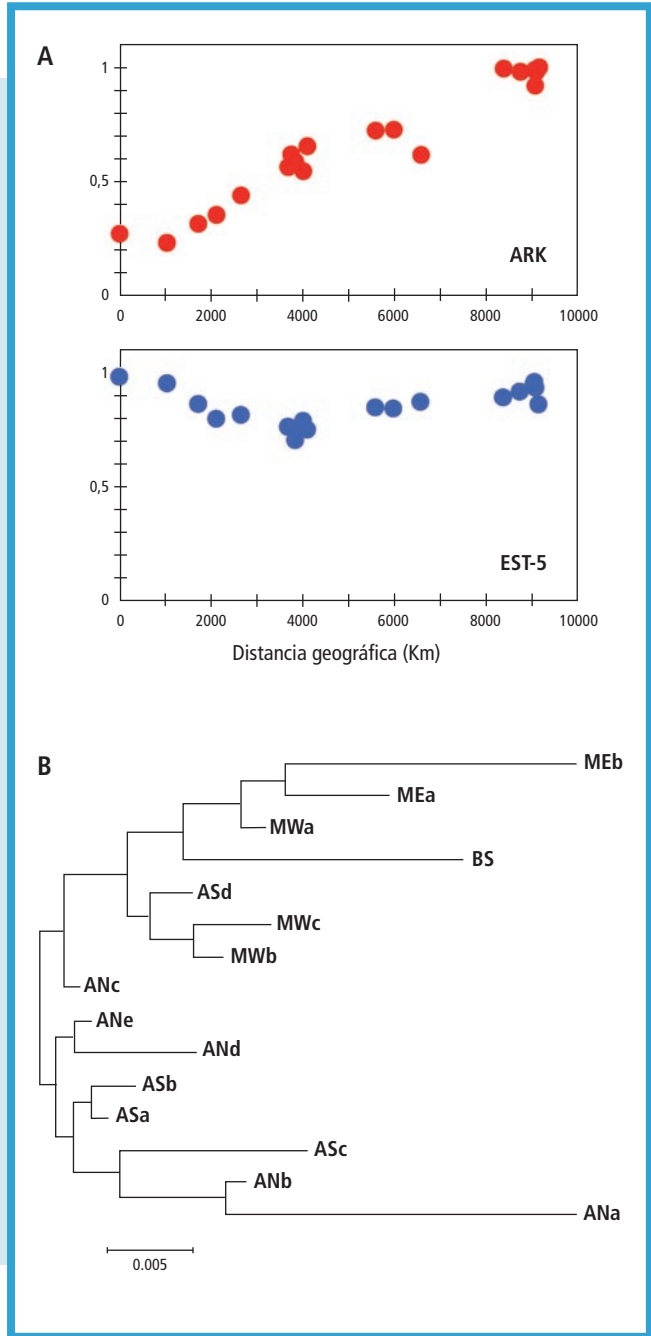 A
1
0,5
ARK
0
0 2000 4000 6000 8000 10000
1
0,5
EST-5
0
0 2000 4000 6000 8000 10000
Distancia geográfica (Km)
B
MEb
MEa
MWa
BS
ASd
MWc
MWb
ANc
ANe
ANd
ASb
ASa
ASc
ANb
ANa
0.005